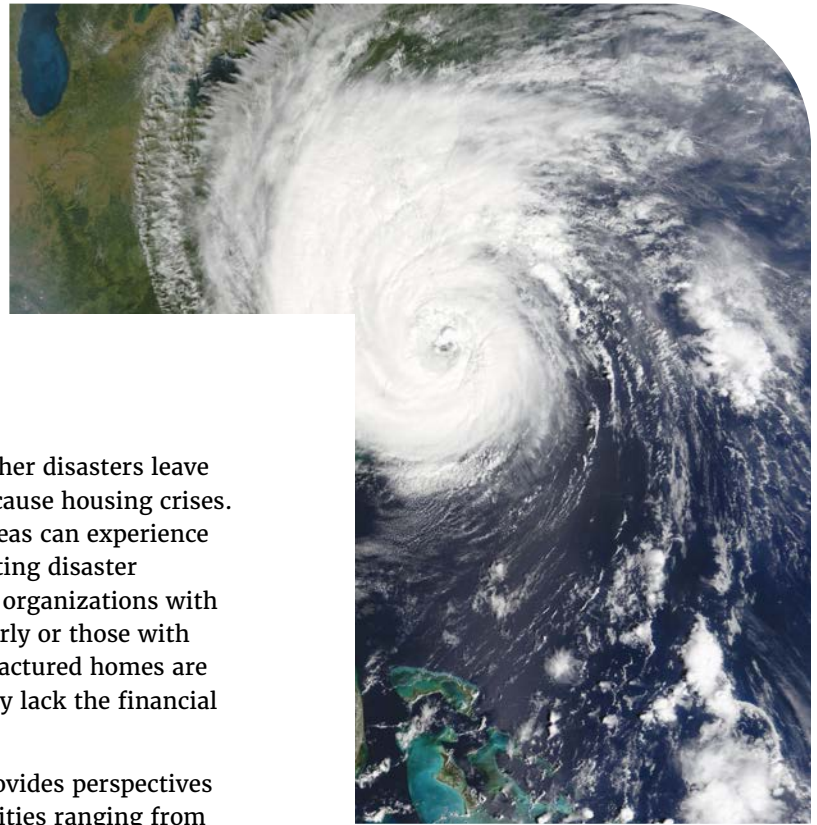 her disasters leave
cause housing crises.
eas can experience
ting disaster
organizations with
rly or those with
actured homes are
y lack the financial
ovides perspectives
ities ranging from